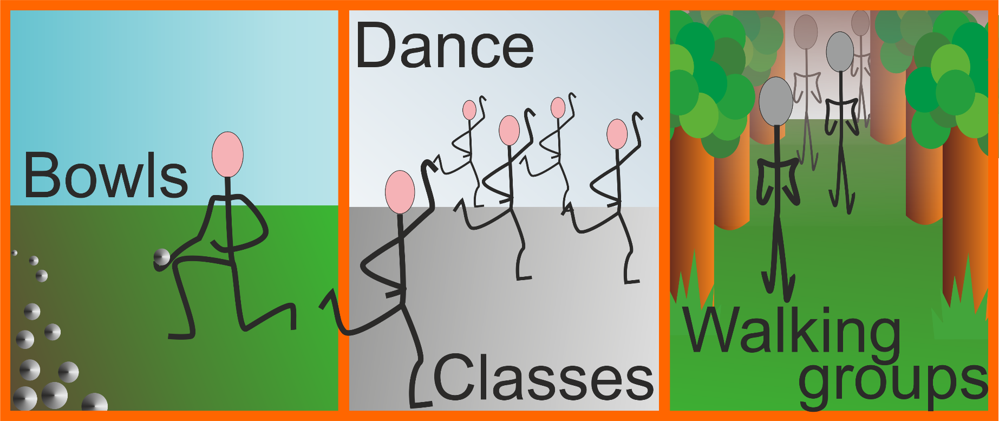 Bowls
Dance
Classes
Walking
groups